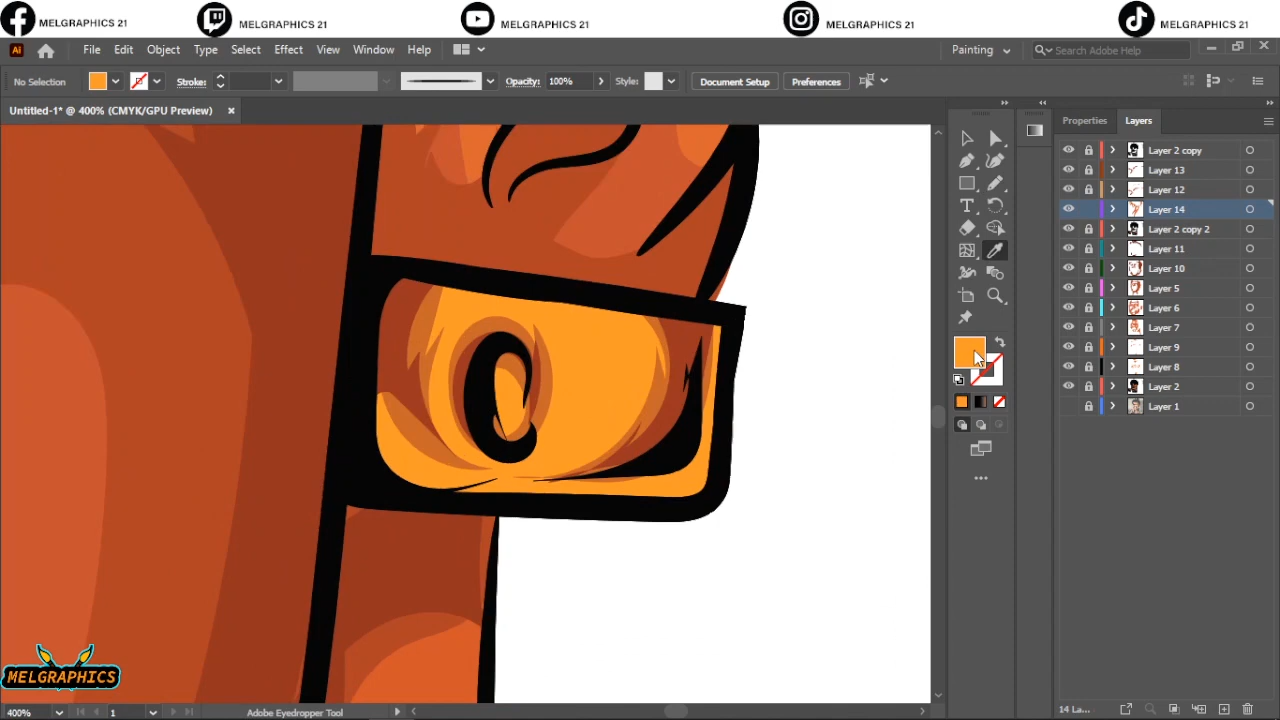 MELGRAPHICS 21 MELGRAPHICS 21 MELGRAPHICS 21 MELGRAPHICS 21 MELGRAPHICS 21
Ai File Edit Object Type Select Effect View Window Help Painting Search Adobe Help
No Selection Stroke: Opacity: 100% Style: Document Setup Preferences
Untitled-1* @ 400% (CMYK/GPU Preview)
Properties Layers
Layer 2 copy
Layer 13
Layer 12
Layer 14
Layer 2 copy 2
Layer 11
Layer 10
Layer 5
Layer 6
Layer 7
Layer 9
Layer 8
Layer 2
Layer 1
MELGRAPHICS
400% 1 Adobe Eyedropper Tool 14 La...